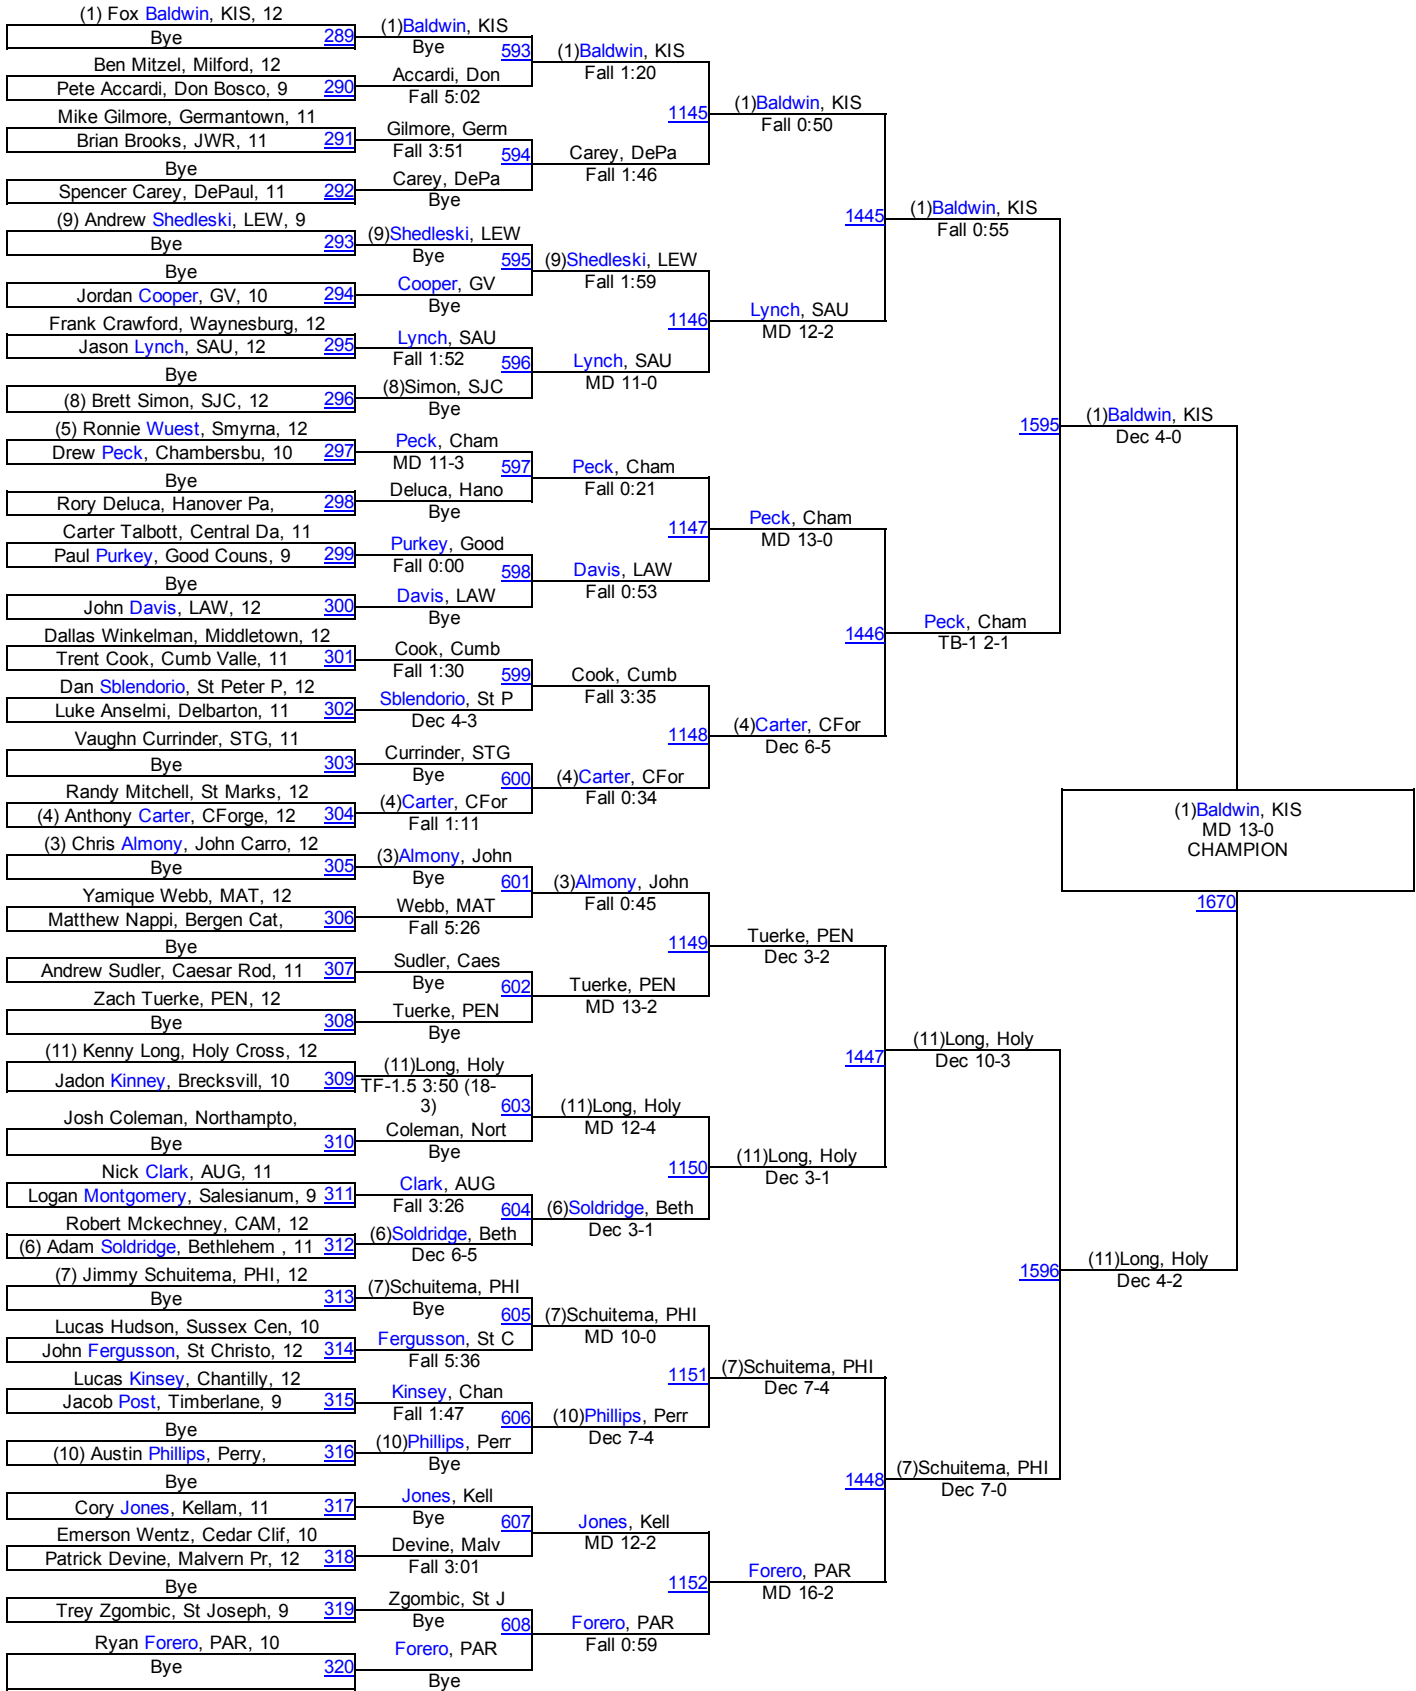 (1) Fox Baldwin, KIS, 12
Bye 289
Ben Mitzel, Milford, 12
Pete Accardi, Don Bosco, 9 290
Mike Gilmore, Germantown, 11
Brian Brooks, JWR, 11 291
Bye
Spencer Carey, DePaul, 11 292
(9) Andrew Shedleski, LEW, 9
Bye 293
Bye
Jordan Cooper, GV, 10 294
Frank Crawford, Waynesburg, 12
Jason Lynch, SAU, 12 295
Bye
(8) Brett Simon, SJC, 12 296
(5) Ronnie Wuest, Smyrna, 12
Drew Peck, Chambersbu, 10 297
Bye
Rory Deluca, Hanover Pa, 298
Carter Talbott, Central Da, 11
Paul Purkey, Good Couns, 9 299
Bye
John Davis, LAW, 12 300
Dallas Winkelman, Middletown, 12
Trent Cook, Cumb Valle, 11 301
Dan Sblendorio, St Peter P, 12
Luke Anselmi, Delbarton, 11 302
Vaughn Currinder, STG, 11
Bye 303
Randy Mitchell, St Marks, 12
(4) Anthony Carter, CForge, 12 304
(3) Chris Almony, John Carro, 12
Bye 305
Yamique Webb, MAT, 12
Matthew Nappi, Bergen Cat, 306
Bye
Andrew Sudler, Caesar Rod, 11 307
Zach Tuerke, PEN, 12
Bye 308
(11) Kenny Long, Holy Cross, 12
Jadon Kinney, Brecksvill, 10 309
Josh Coleman, Northampto,
Bye 310
Nick Clark, AUG, 11
Logan Montgomery, Salesianum, 9 311
Robert Mckechney, CAM, 12
(6) Adam Soldridge, Bethlehem , 11 312
(7) Jimmy Schuitema, PHI, 12
Bye 313
Lucas Hudson, Sussex Cen, 10
John Fergusson, St Christo, 12 314
Lucas Kinsey, Chantilly, 12
Jacob Post, Timberlane, 9 315
Bye
(10) Austin Phillips, Perry, 316
Bye
Cory Jones, Kellam, 11 317
Emerson Wentz, Cedar Clif, 10
Patrick Devine, Malvern Pr, 12 318
Bye
Trey Zgombic, St Joseph, 9 319
Ryan Forero, PAR, 10
Bye 320
(1)Baldwin, KIS
Bye 593
Accardi, Don
Fall 5:02
Gilmore, Germ
Fall 3:51 594
Carey, DePa
Bye
(9)Shedleski, LEW
Bye 595
Cooper, GV
Bye
Lynch, SAU
Fall 1:52 596
(8)Simon, SJC
Bye
Peck, Cham
MD 11-3 597
Deluca, Hano
Bye
Purkey, Good
Fall 0:00 598
Davis, LAW
Bye
Cook, Cumb
Fall 1:30 599
Sblendorio, St P
Dec 4-3
Currinder, STG
Bye 600
(4)Carter, CFor
Fall 1:11
(3)Almony, John
Bye 601
Webb, MAT
Fall 5:26
Sudler, Caes
Bye 602
Tuerke, PEN
Bye
(11)Long, Holy
TF-1.5 3:50 (18-
3) 603
Coleman, Nort
Bye
Clark, AUG
Fall 3:26 604
(6)Soldridge, Beth
Dec 6-5
(7)Schuitema, PHI
Bye 605
Fergusson, St C
Fall 5:36
Kinsey, Chan
Fall 1:47 606
(10)Phillips, Perr
Bye
Jones, Kell
Bye 607
Devine, Malv
Fall 3:01
Zgombic, St J
Bye 608
Forero, PAR
Bye
(1)Baldwin, KIS
Fall 1:20
1145
Carey, DePa
Fall 1:46
(9)Shedleski, LEW
Fall 1:59
1146
Lynch, SAU
MD 11-0
Peck, Cham
Fall 0:21
1147
Davis, LAW
Fall 0:53
Cook, Cumb
Fall 3:35
1148
(4)Carter, CFor
Fall 0:34
(3)Almony, John
Fall 0:45
1149
Tuerke, PEN
MD 13-2
(11)Long, Holy
MD 12-4
1150
(6)Soldridge, Beth
Dec 3-1
(7)Schuitema, PHI
MD 10-0
1151
(10)Phillips, Perr
Dec 7-4
Jones, Kell
MD 12-2
1152
Forero, PAR
Fall 0:59
(1)Baldwin, KIS
Fall 0:50
1445
Lynch, SAU
MD 12-2
Peck, Cham
MD 13-0
1446
(4)Carter, CFor
Dec 6-5
Tuerke, PEN
Dec 3-2
1447
(11)Long, Holy
Dec 3-1
(7)Schuitema, PHI
Dec 7-4
1448
Forero, PAR
MD 16-2
(1)Baldwin, KIS
Fall 0:55
1595
Peck, Cham
TB-1 2-1
(11)Long, Holy
Dec 10-3
1596
(7)Schuitema, PHI
Dec 7-0
(1)Baldwin, KIS
Dec 4-0
(11)Long, Holy
Dec 4-2
(1)Baldwin, KIS
MD 13-0
CHAMPION
1670